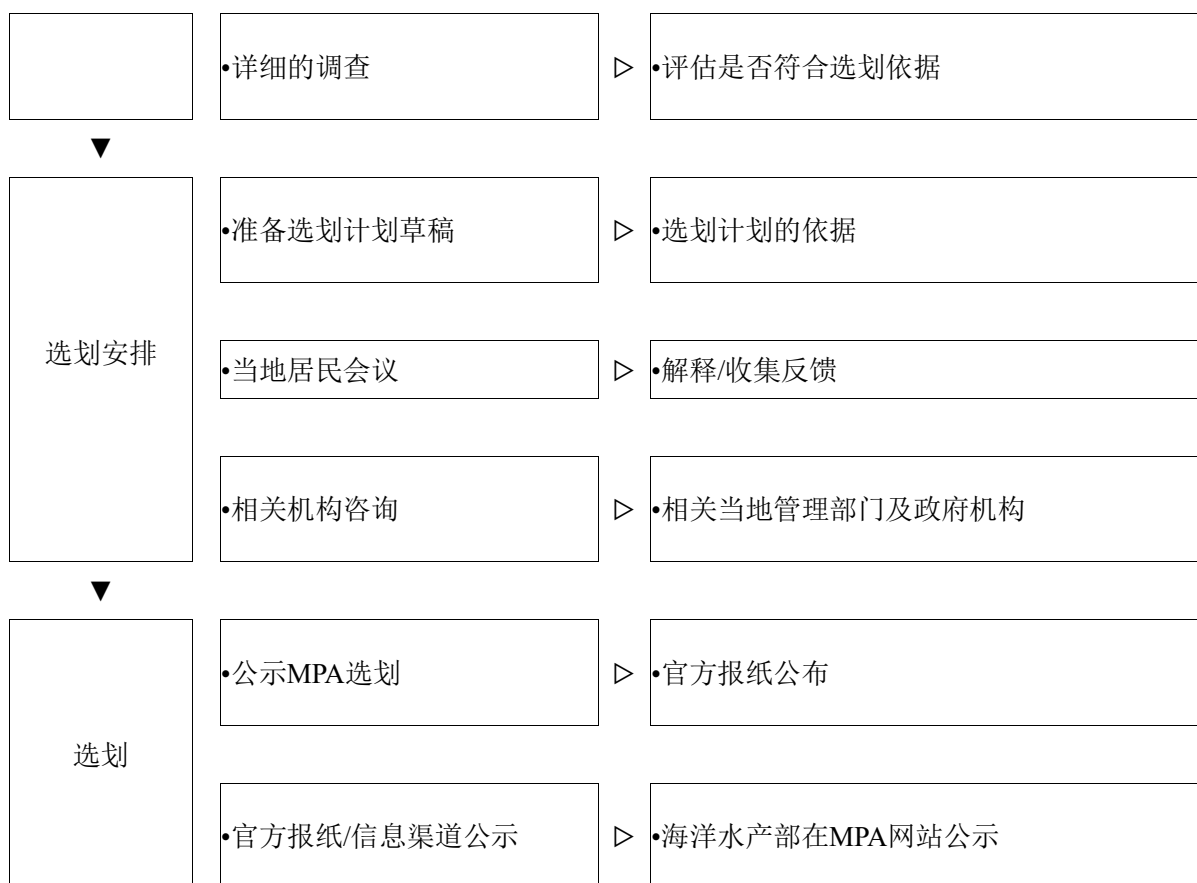 •详细的调查 ▷ •评估是否符合选划依据
▼
•准备选划计划草稿 ▷ •选划计划的依据
选划安排
•当地居民会议 ▷ •解释/收集反馈
•相关机构咨询 ▷ •相关当地管理部门及政府机构
▼
•公示MPA选划 ▷ •官方报纸公布
选划
•官方报纸/信息渠道公示 ▷ •海洋水产部在MPA网站公示